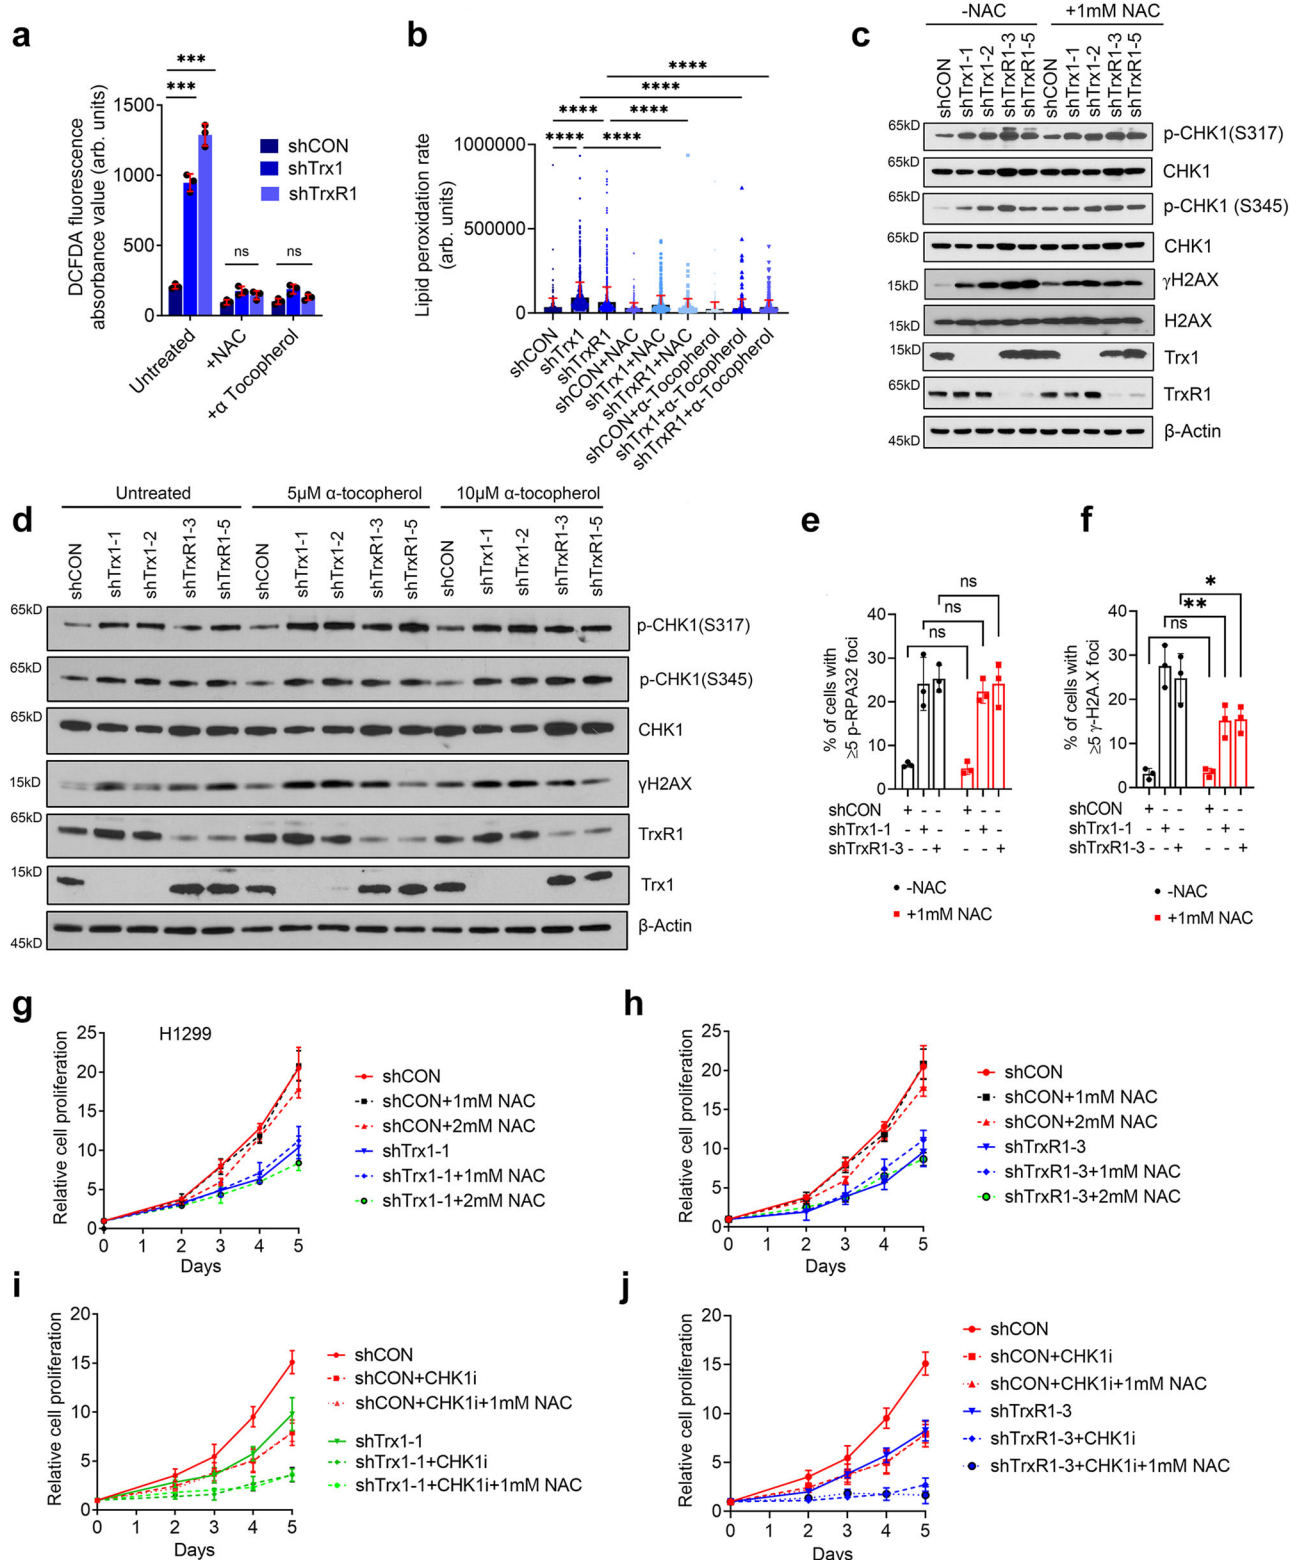 a
***
***
1500
1000
500
0
DCFDA fluorescence
absorbance value (arb. units)
shCON
shTrx1
shTrxR1
ns
ns
Untreated
+NAC
+α Tocopherol
b
****
****
****
****
****
****
1000000
500000
0
Lipid peroxidation rate
(arb. units)
shCON
shTrx1
shTrxR1
shCON+NAC
shTrx1+NAC
shTrxR1+NAC
shCON+α-Tocopherol
shTrx1+α-Tocopherol
shTrxR1+α-Tocopherol
c
-NAC
+1mM NAC
shCON
shTrx1-1
shTrx1-2
shTrxR1-3
shTrxR1-5
shCON
shTrx1-1
shTrx1-2
shTrxR1-3
shTrxR1-5
65kD
p-CHK1(S317)
65kD
CHK1
65kD
p-CHK1 (S345)
65kD
CHK1
15kD
γH2AX
15kD
H2AX
15kD
Trx1
65kD
TrxR1
45kD
β-Actin
d
Untreated
5μM α-tocopherol
10μM α-tocopherol
shCON
shTrx1-1
shTrx1-2
shTrxR1-3
shTrxR1-5
shCON
shTrx1-1
shTrx1-2
shTrxR1-3
shTrxR1-5
shCON
shTrx1-1
shTrx1-2
shTrxR1-3
shTrxR1-5
65kD
p-CHK1(S317)
65kD
p-CHK1(S345)
65kD
CHK1
15kD
γH2AX
65kD
TrxR1
15kD
Trx1
45kD
β-Actin
e
ns
ns
ns
40
30
20
10
0
% of cells with
≥5 p-RPA32 foci
shCON + - - + - -
shTrx1-1 - + - - + -
shTrxR1-3 - - + - - +
-NAC
+1mM NAC
f
*
**
ns
40
30
20
10
0
% of cells with
≥5 γ-H2A.X foci
shCON + - - + - -
shTrx1-1 - + - - + -
shTrxR1-3 - - + - - +
-NAC
+1mM NAC
g
H1299
25
20
15
10
5
0
Relative cell proliferation
0 1 2 3 4 5
Days
shCON
shCON+1mM NAC
shCON+2mM NAC
shTrx1-1
shTrx1-1+1mM NAC
shTrx1-1+2mM NAC
h
25
20
15
10
5
0
Relative cell proliferation
0 1 2 3 4 5
Days
shCON
shCON+1mM NAC
shCON+2mM NAC
shTrxR1-3
shTrxR1-3+1mM NAC
shTrxR1-3+2mM NAC
i
20
15
10
5
0
Relative cell proliferation
0 1 2 3 4 5
Days
shCON
shCON+CHK1i
shCON+CHK1i+1mM NAC
shTrx1-1
shTrx1-1+CHK1i
shTrx1-1+CHK1i+1mM NAC
j
20
15
10
5
0
Relative cell proliferation
0 1 2 3 4 5
Days
shCON
shCON+CHK1i
shCON+CHK1i+1mM NAC
shTrxR1-3
shTrxR1-3+CHK1i
shTrxR1-3+CHK1i+1mM NAC